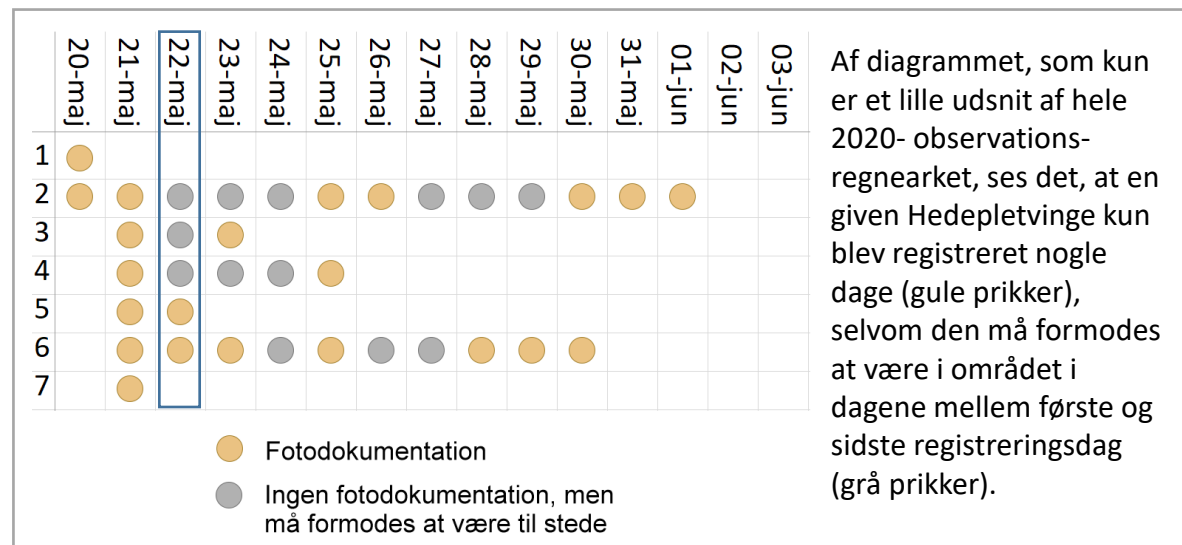 20-maj 21-maj 22-maj 23-maj 24-maj 25-maj 26-maj 27-maj 28-maj 29-maj 30-maj 31-maj 01-jun 02-jun 03-jun
1
2
3
4
5
6
7
Fotodokumentation
Ingen fotodokumentation, men
må formodes at være til stede
Af diagrammet, som kun
er et lille udsnit af hele
2020- observations-
regnearket, ses det, at en
given Hedepletvinge kun
blev registreret nogle
dage (gule prikker),
selvom den må formodes
at være i området i
dagene mellem første og
sidste registreringsdag
(grå prikker).